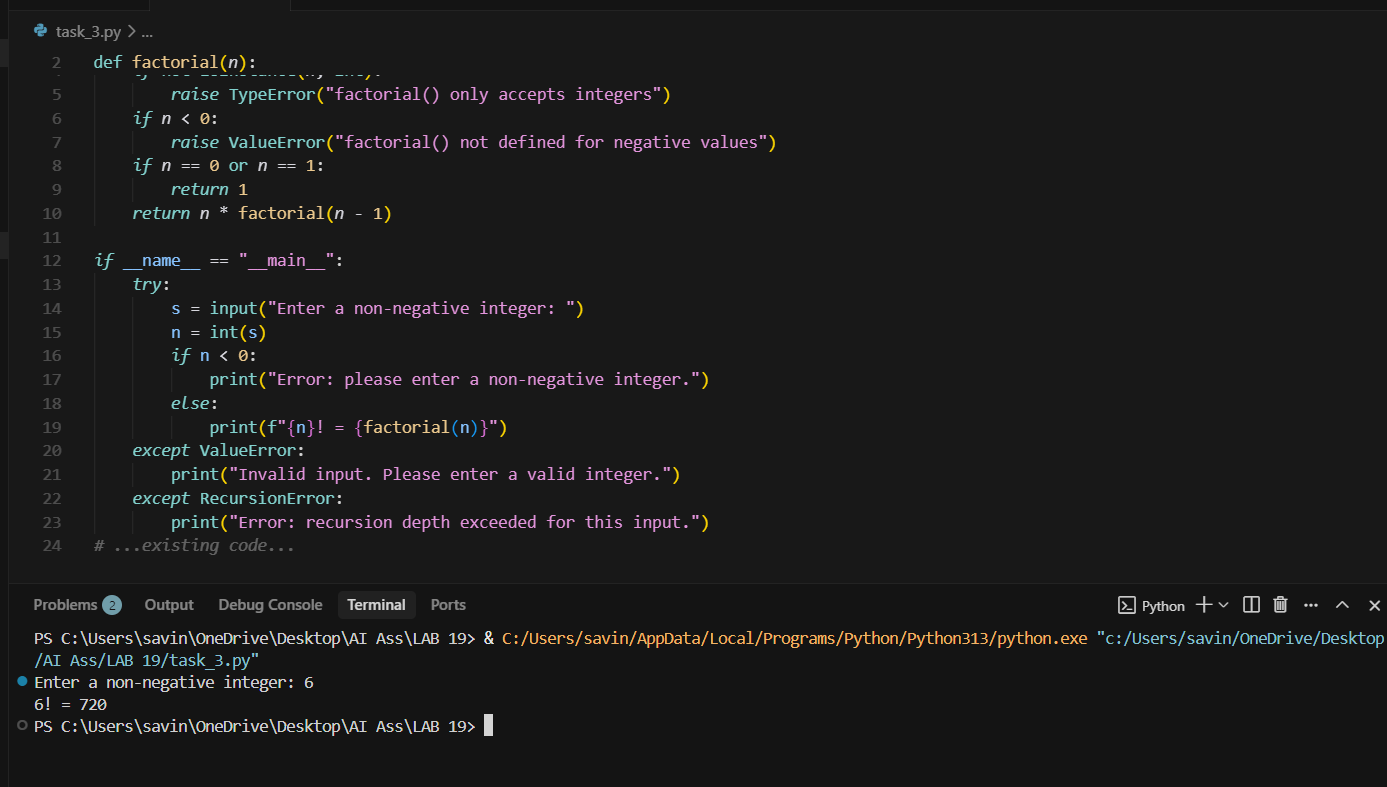 task_3.py > ...
2 def factorial(n):
5 raise TypeError("factorial() only accepts integers")
6 if n < 0:
7 raise ValueError("factorial() not defined for negative values")
8 if n == 0 or n == 1:
9 return 1
10 return n * factorial(n - 1)
11
12 if __name__ == "__main__":
13 try:
14 s = input("Enter a non-negative integer: ")
15 n = int(s)
16 if n < 0:
17 print("Error: please enter a non-negative integer.")
18 else:
19 print(f"{n}! = {factorial(n)}")
20 except ValueError:
21 print("Invalid input. Please enter a valid integer.")
22 except RecursionError:
23 print("Error: recursion depth exceeded for this input.")
24 # ...existing code...
Problems 2 Output Debug Console Terminal Ports Python
PS C:\Users\savin\OneDrive\Desktop\AI Ass\LAB 19> & C:/Users/savin/AppData/Local/Programs/Python/Python313/python.exe "c:/Users/savin/OneDrive/Desktop
/AI Ass/LAB 19/task_3.py"
Enter a non-negative integer: 6
6! = 720
PS C:\Users\savin\OneDrive\Desktop\AI Ass\LAB 19>